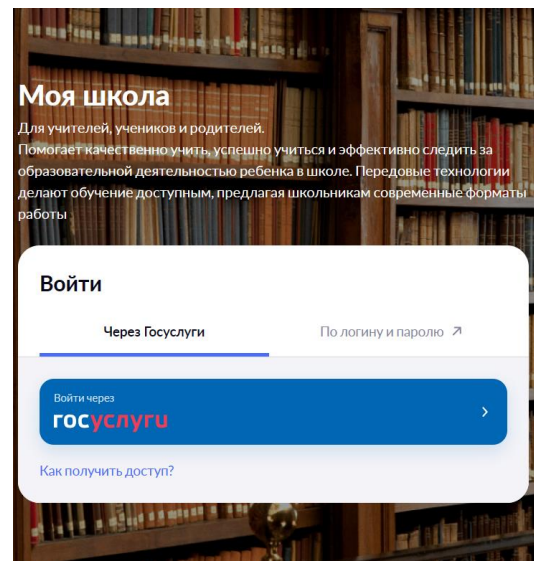 Моя школа
Для учителей, учеников и родителей.
Помогает качественно учить, успешно учиться и эффективно следить за
образовательной деятельностью ребенка в школе. Передовые технологии
делают обучение доступным, предлагая школьникам современные форматы
работы
Войти
Через Госуслуги
По логину и паролю ↗
Войти через
госуслуги
Как получить доступ?